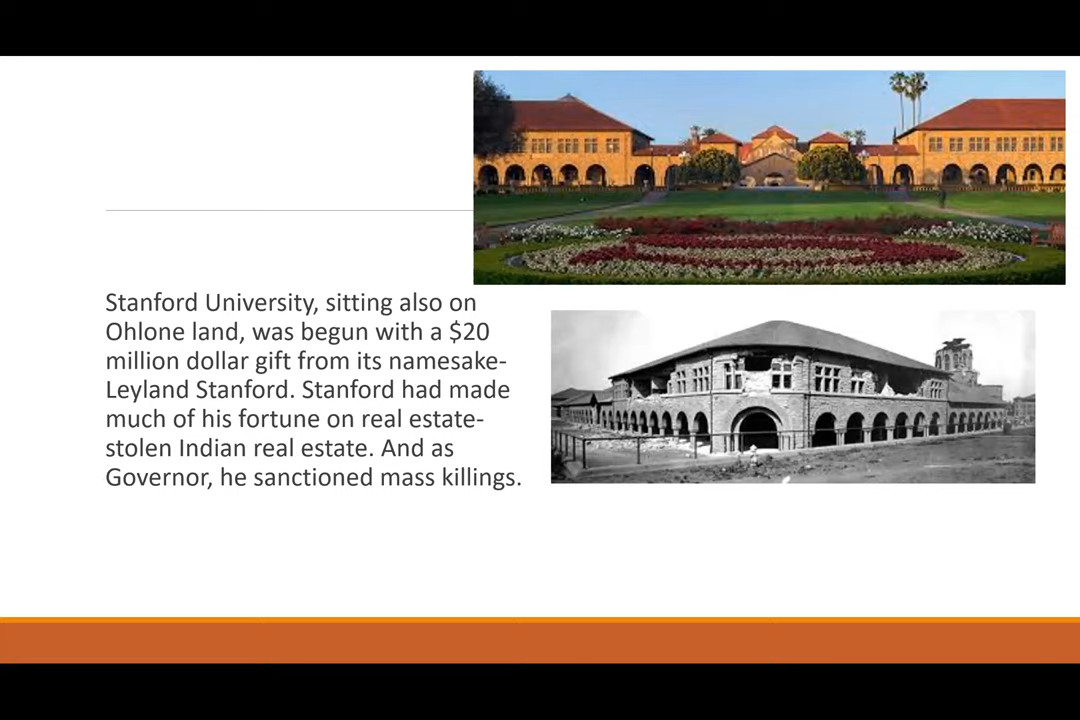 Stanford University, sitting also on
Ohlone land, was begun with a $20
million dollar gift from its namesake-
Leyland Stanford. Stanford had made
much of his fortune on real estate-
stolen Indian real estate. And as
Governor, he sanctioned mass killings.